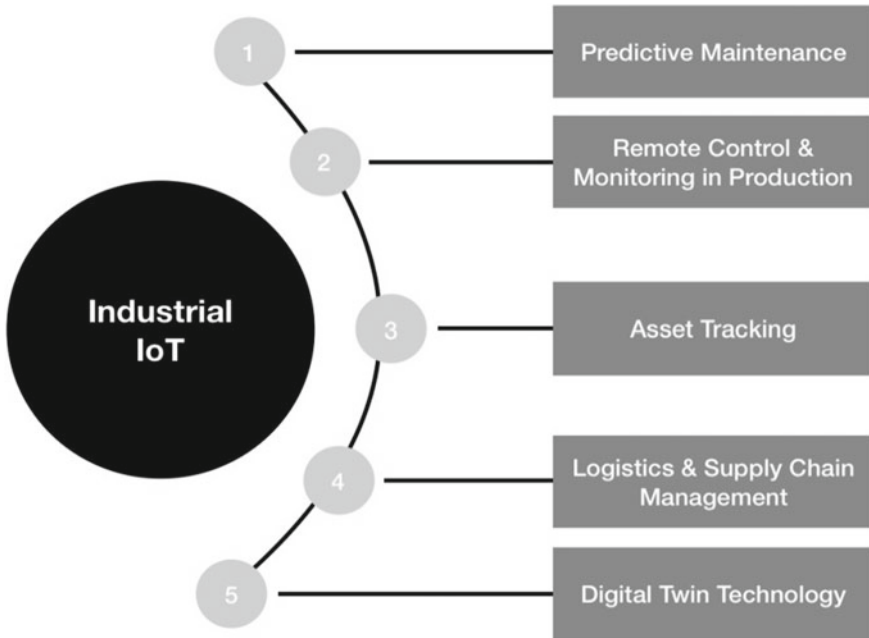 1
Predictive Maintenance
2
Remote Control &
Monitoring in Production
Industrial
IoT
3
Asset Tracking
4
Logistics & Supply Chain
Management
5
Digital Twin Technology